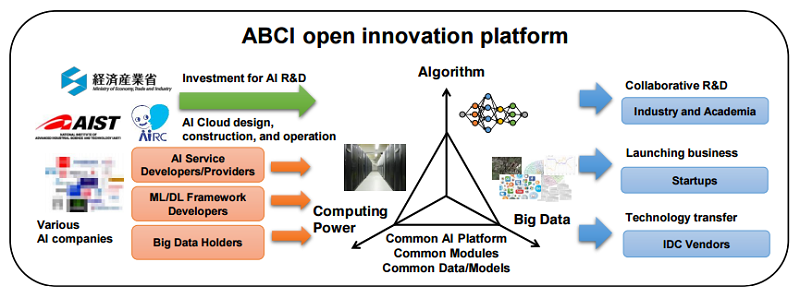 ABCI open innovation platform
経済産業省
Ministry of Economy, Trade and Industry
Investment for AI R&D
AIST
NATIONAL INSTITUTE OF
ADVANCED INDUSTRIAL SCIENCE AND TECHNOLOGY (AIST)
AIRC
AI Cloud design,
construction, and operation
Various
AI companies
AI Service
Developers/Providers
ML/DL Framework
Developers
Big Data Holders
Algorithm
Computing
Power
Big Data
Common AI Platform
Common Modules
Common Data/Models
Collaborative R&D
Industry and Academia
Launching business
Startups
Technology transfer
IDC Vendors